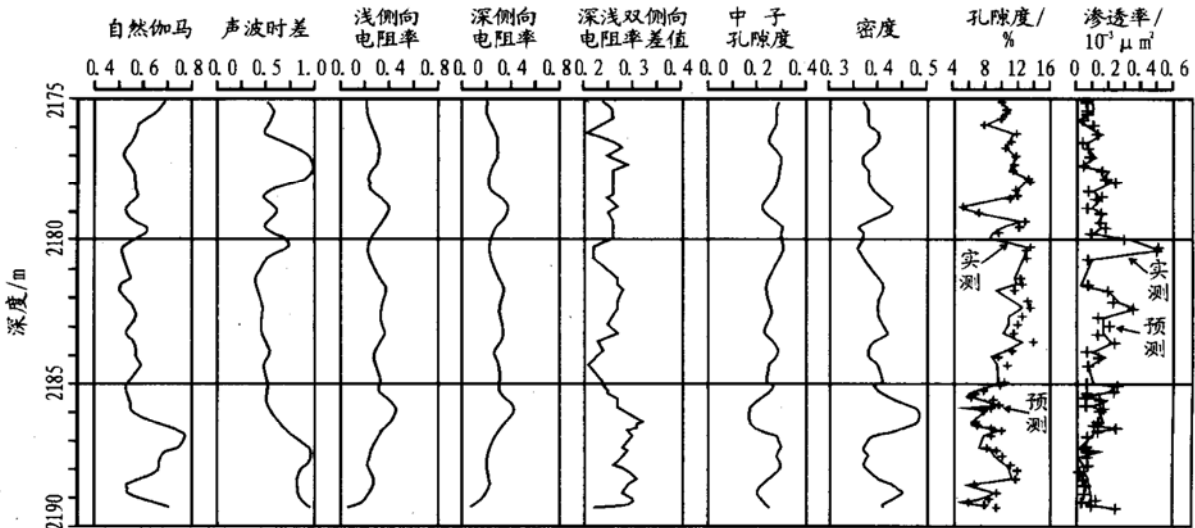 自然伽马
声波时差
浅侧向
电阻率
深侧向
电阻率
深浅双侧向
电阻率差值
中 子
孔隙度
密度
孔隙度/
%
渗透率/
10⁻³ μm²
0.4 0.6 0.8
0.0 0.5 1.0
0.0 0.4 0.8
0.0 0.4 0.8
0.2 0.3 0.4
0.0 0.2 0.4
0.3 0.4 0.5
4 8 12 16
0 0.2 0.4 0.6
深度/m
2175
2180
2185
2190
实测
预测
实测
预测